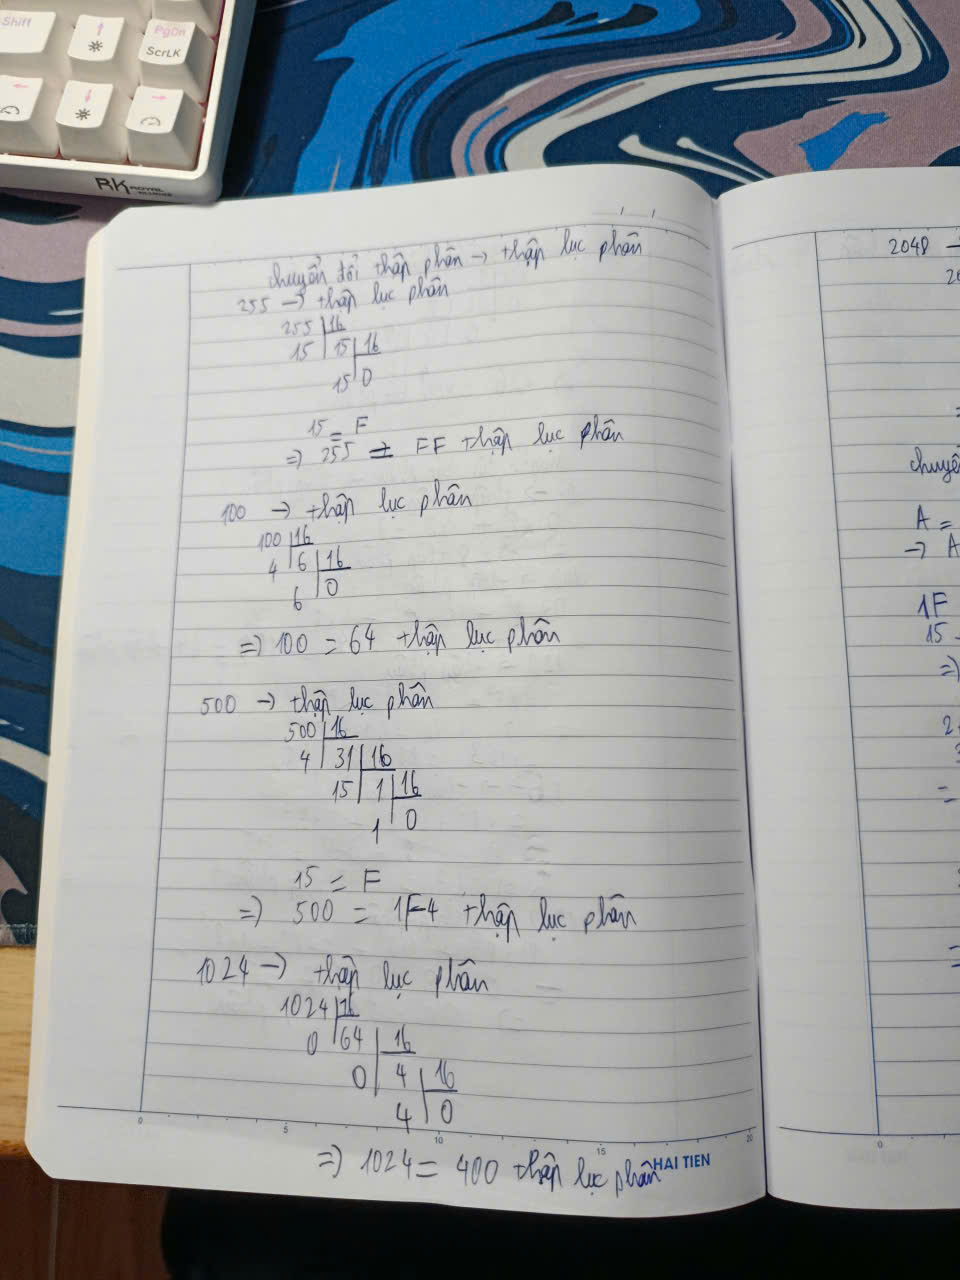 Shift
PgDn
ScrLK
RK ROYAL KLUDGE
chuyển đổi thập phân → thập lục phân
255 → thập lục phân
255 16
15 15 16
15 0
15 = F
=) 255 = FF thập lục phân
100 → thập lục phân
100 16
4 6 16
6 0
=) 100 = 64 thập lục phân
500 → thập lục phân
500 16
4 31 16
15 1 16
1 0
15 = F
=) 500 = 1F4 thập lục phân
1024 → thập lục phân
1024 16
0 64 16
0 4 16
4 0
0 5 10 15 20
=) 1024 = 400 thập lục phân
HAI TIEN
2048 →
20
=
chuyể
A =
→ A
1F
15
=)
2
3
=
0